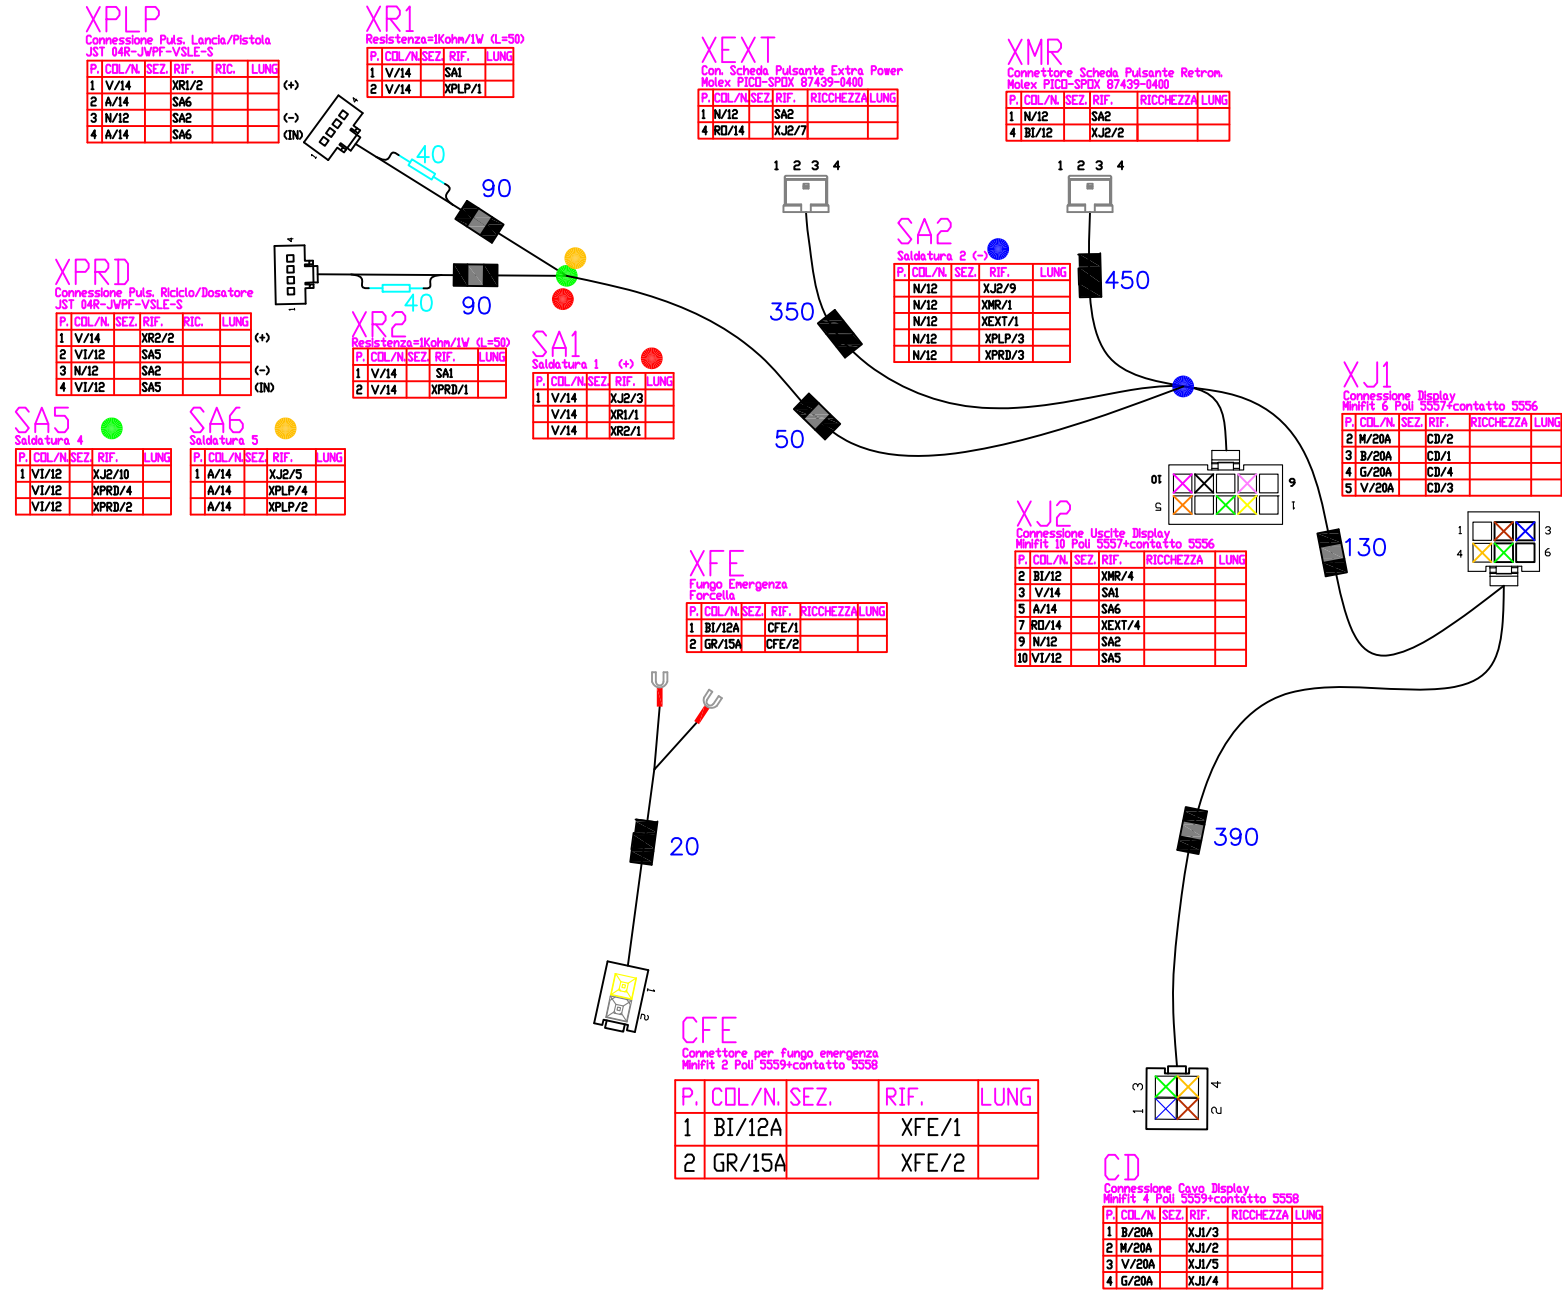 XPLP
Connessione Puls. Lancia/Pistola
JST 04R-JWPF-VSLE-S
P. COL/N. SEZ. RIF. RIC. LUNG
1 V/14 XR1/2 (+)
2 A/14 SA6
3 N/12 SA2 (-)
4 A/14 SA6 (IN)
XR1
Resistenza=1Kohm/1W (L=50)
P. COL/N. SEZ. RIF. LUNG
1 V/14 SA1
2 V/14 XPLP/1
XEXT
Con. Scheda Pulsante Extra Power
Molex PICO-SPOX 87439-0400
P. COL/N. SEZ. RIF. RICCHEZZA LUNG
1 N/12 SA2
4 RO/14 XJ2/7
1 2 3 4
XMR
Connettore Scheda Pulsante Retrom.
Molex PICO-SPOX 87439-0400
P. COL/N. SEZ. RIF. RICCHEZZA LUNG
1 N/12 SA2
4 BI/12 XJ2/2
1 2 3 4
4
1
40
90
4
1
40
90
XPRD
Connessione Puls. Riciclo/Dosatore
JST 04R-JWPF-VSLE-S
P. COL/N. SEZ. RIF. RIC. LUNG
1 V/14 XR2/2 (+)
2 VI/12 SA5
3 N/12 SA2 (-)
4 VI/12 SA5 (IN)
XR2
Resistenza=1Kohm/1W (L=50)
P. COL/N. SEZ. RIF. LUNG
1 V/14 SA1
2 V/14 XPRD/1
SA1
Saldatura 1 (+)
P. COL/N. SEZ. RIF. LUNG
1 V/14 XJ2/3
V/14 XR1/1
V/14 XR2/1
SA2
Saldatura 2 (-)
P. COL/N. SEZ. RIF. LUNG
N/12 XJ2/9
N/12 XMR/1
N/12 XEXT/1
N/12 XPLP/3
N/12 XPRD/3
350
450
50
SA5
Saldatura 4
P. COL/N. SEZ. RIF. LUNG
1 VI/12 XJ2/10
VI/12 XPRD/4
VI/12 XPRD/2
SA6
Saldatura 5
P. COL/N. SEZ. RIF. LUNG
1 A/14 XJ2/5
A/14 XPLP/4
A/14 XPLP/2
XJ1
Connessione Display
Minifit 6 Poli 5557+contatto 5556
P. COL/N. SEZ. RIF. RICCHEZZA LUNG
2 M/20A CD/2
3 B/20A CD/1
4 G/20A CD/4
5 V/20A CD/3
10 6
5 1
1 3
4 6
130
XJ2
Connessione Uscite Display
Minifit 10 Poli 5557+contatto 5556
P. COL/N. SEZ. RIF. RICCHEZZA LUNG
2 BI/12 XMR/4
3 V/14 SA1
5 A/14 SA6
7 RO/14 XEXT/4
9 N/12 SA2
10 VI/12 SA5
XFE
Fungo Emergenza
Forcella
P. COL/N. SEZ. RIF. RICCHEZZA LUNG
1 BI/12A CFE/1
2 GR/15A CFE/2
20
390
1
2
CFE
Connettore per fungo emergenza
Minifit 2 Poli 5559+contatto 5558
P. COL/N. SEZ. RIF. LUNG
1 BI/12A XFE/1
2 GR/15A XFE/2
3 4
1 2
CD
Connessione Cavo Display
Minifit 4 Poli 5559+contatto 5558
P. COL/N. SEZ. RIF. RICCHEZZA LUNG
1 B/20A XJ1/3
2 M/20A XJ1/2
3 V/20A XJ1/5
4 G/20A XJ1/4